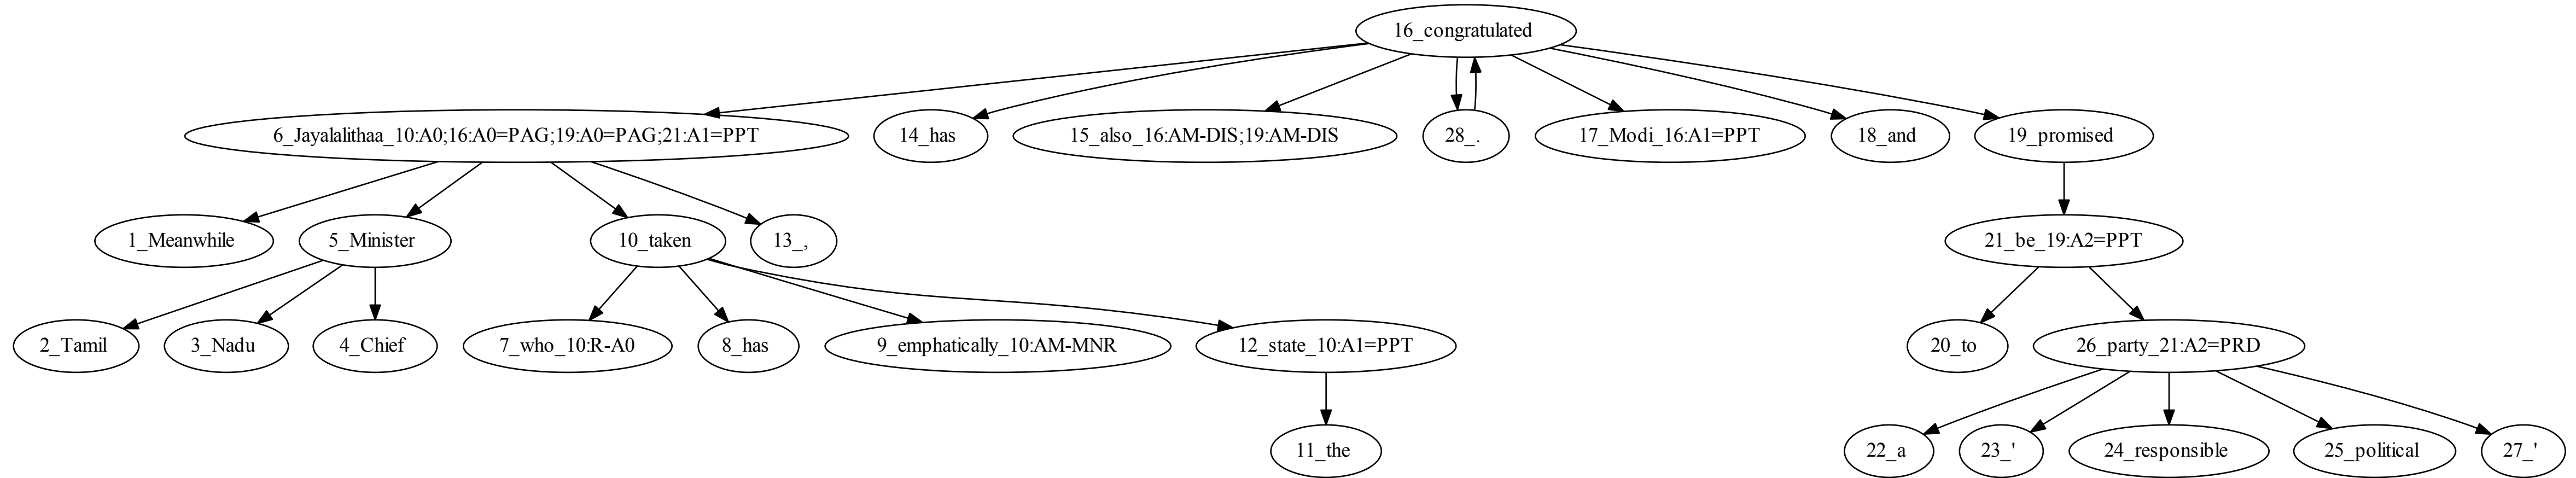 16_congratulated
6_Jayalithaa_10:A0;16:A0=PAG;19:A0=PAG;21:A1=PPT
14_has
15_also_16:AM-DIS;19:AM-DIS
28_.
17_Modi_16:A1=PPT
18_and
19_promised
1_Meanwhile
5_Minister
10_taken
13_,
21_be_19:A2=PPT
2_Tamil
3_Nadu
4_Chief
7_who_10:R-A0
8_has
9_emphatically_10:AM-MNR
12_state_10:A1=PPT
20_to
26_party_21:A2=PRD
11_the
22_a
23_'
24_responsible
25_political
27_'